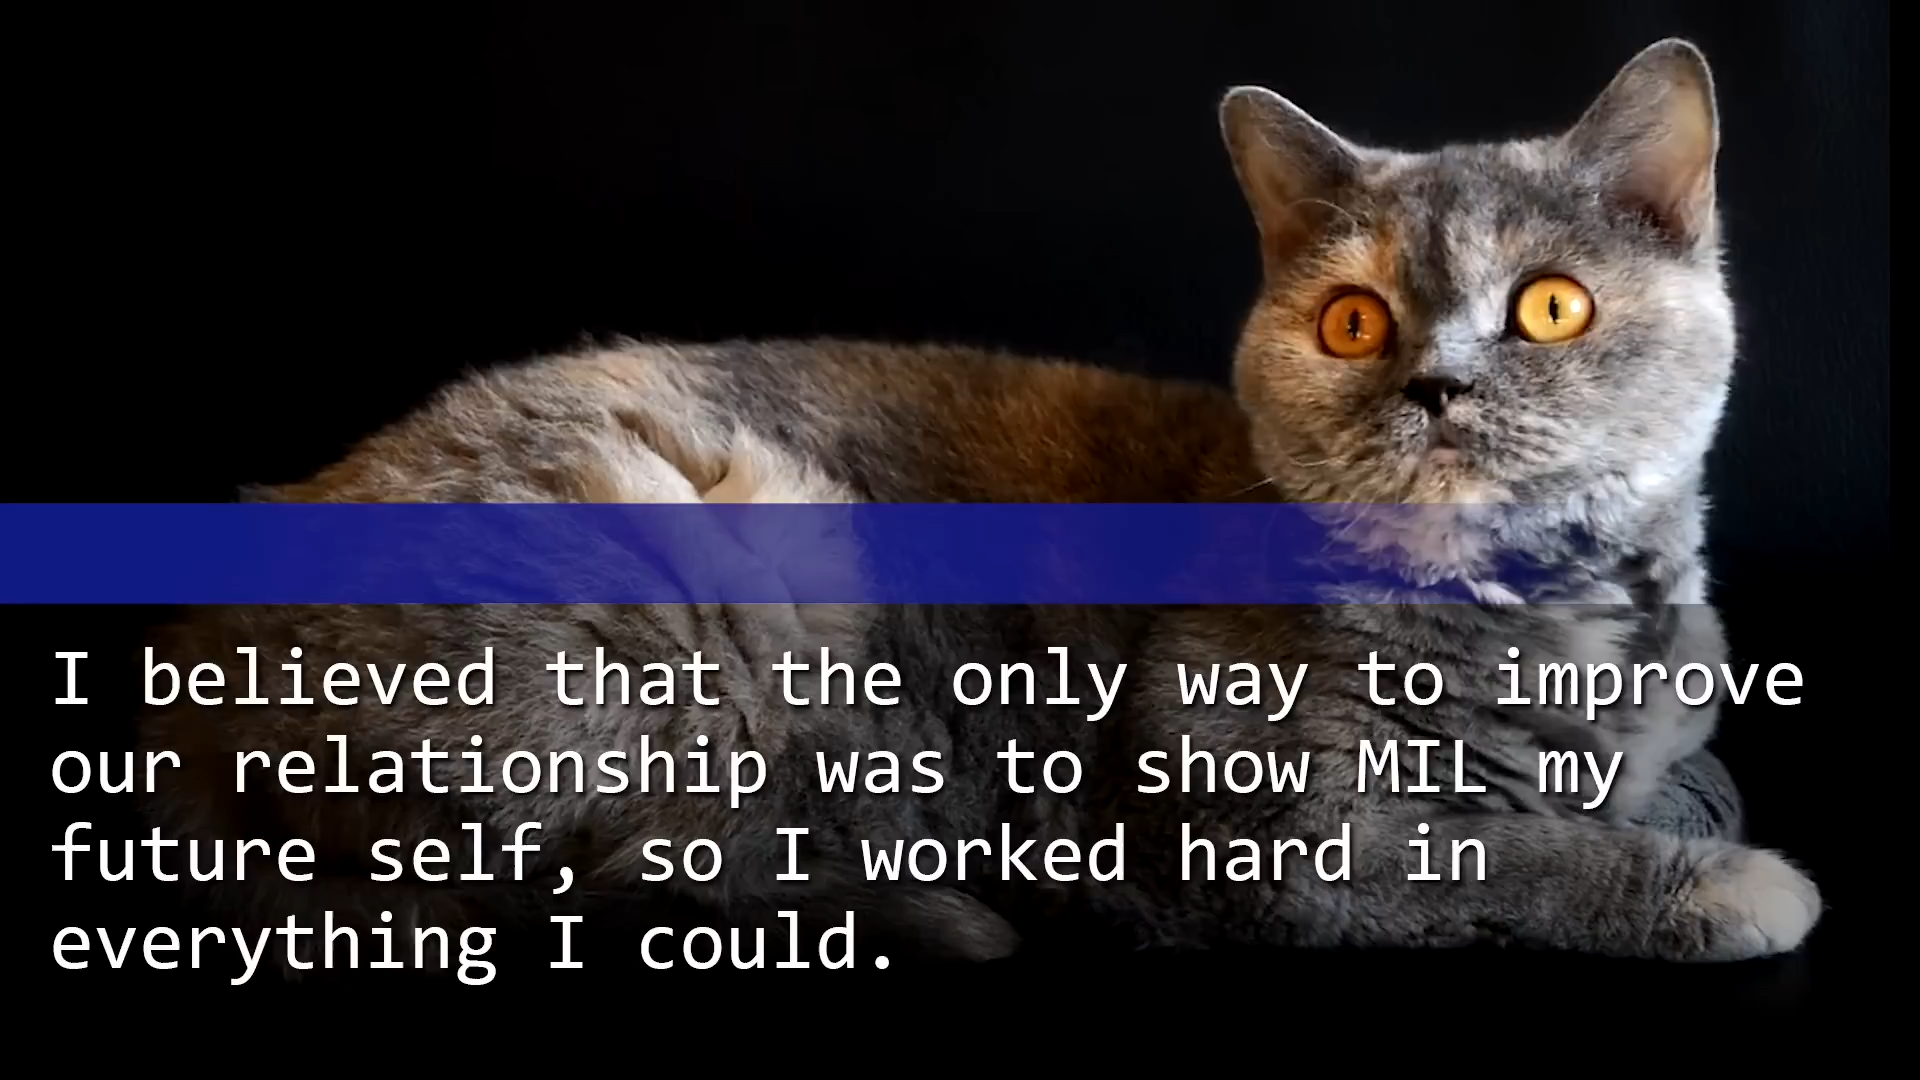 I believed that the only way to improve
our relationship was to show MIL my
future self, so I worked hard in
everything I could.